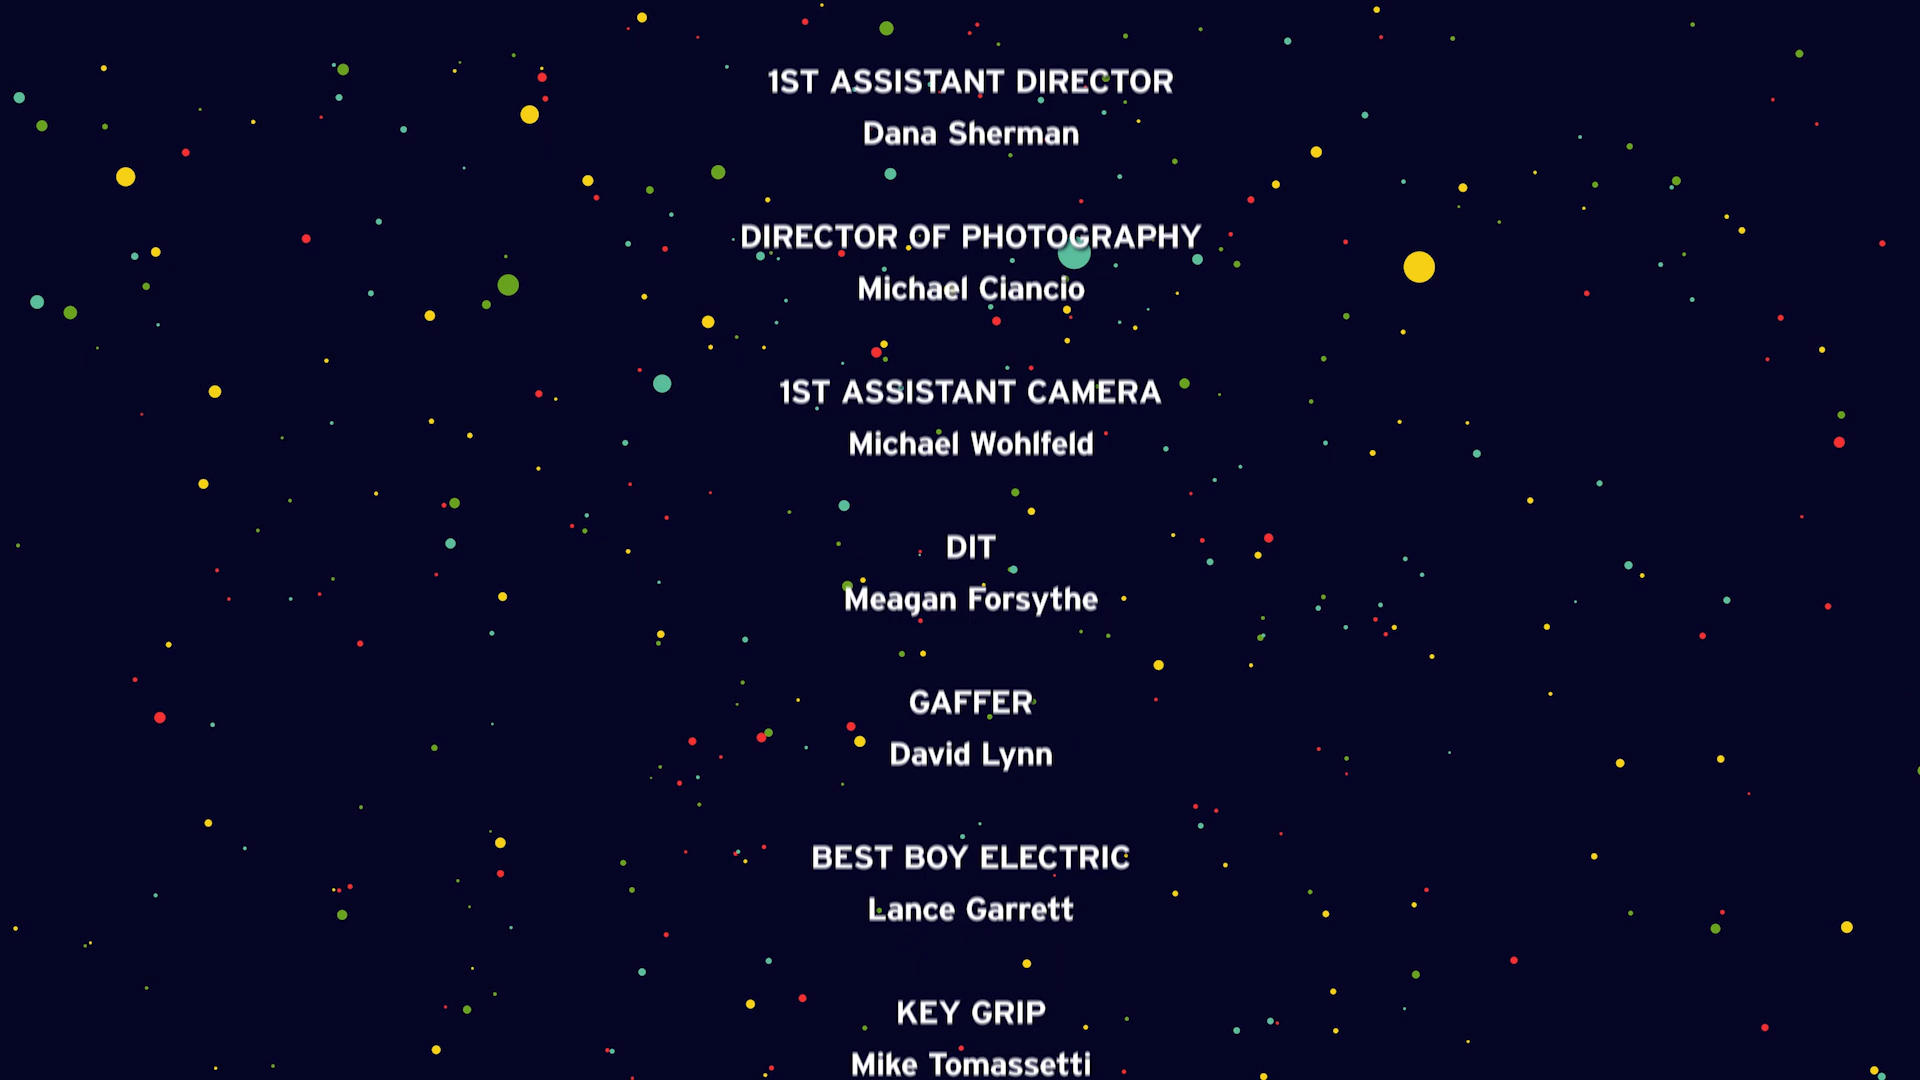 1ST ASSISTANT DIRECTOR
Dana Sherman
DIRECTOR OF PHOTOGRAPHY
Michael Ciancio
1ST ASSISTANT CAMERA
Michael Wohlfeld
DIT
Meagan Forsythe
GAFFER
David Lynn
BEST BOY ELECTRIC
Lance Garrett
KEY GRIP
Mike Tomassetti